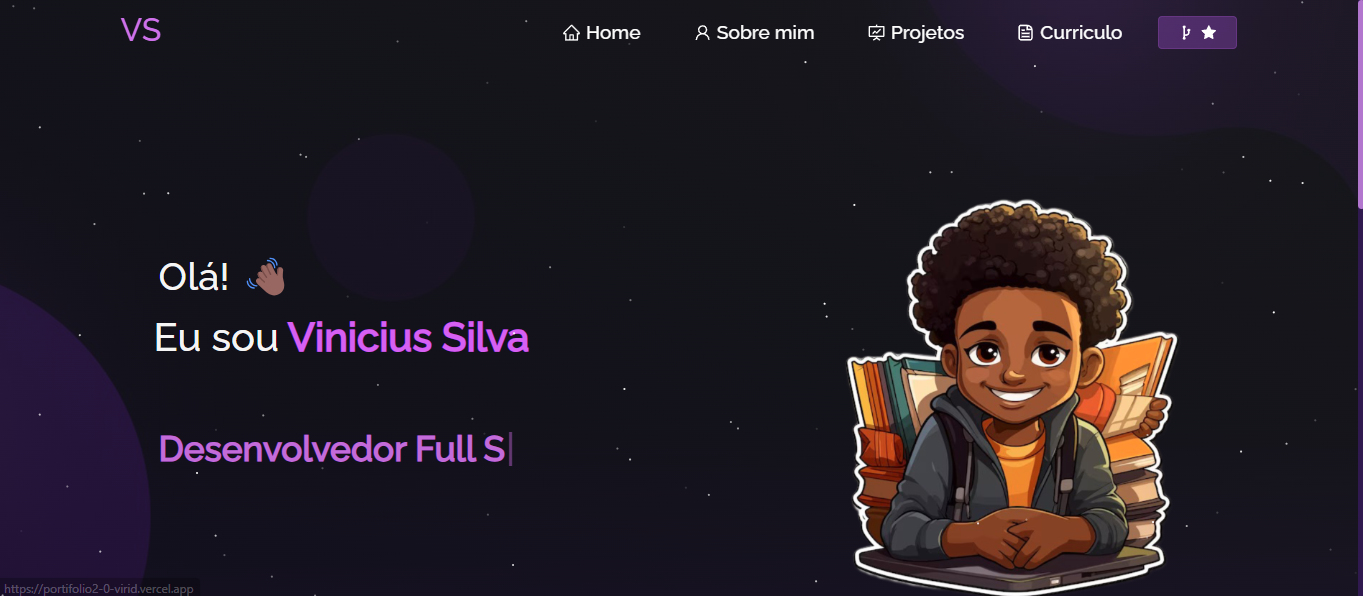 VS
Home Sobre mim Projetos Curriculo
Olá!
Eu sou Vinicius Silva
Desenvolvedor Full S|
https://portifolio2-0-virid.vercel.app